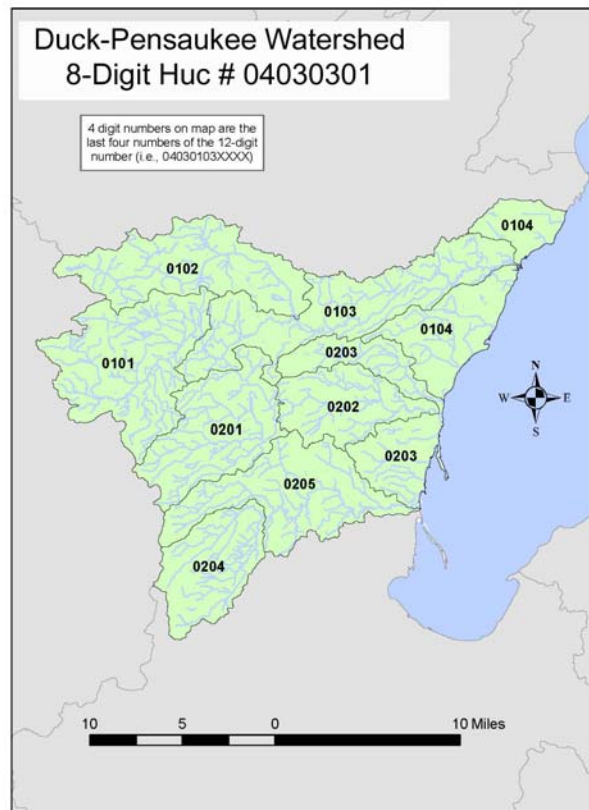 Duck-Pensaukee Watershed
8-Digit Huc # 04030301
4 digit numbers on map are the
last four numbers of the 12-digit
number (i.e., 04030103XXXX)
0104
0102
0103
0104
0203
0101
0202
0201
0203
0205
0204
N
W E
S
10 5 0 10 Miles